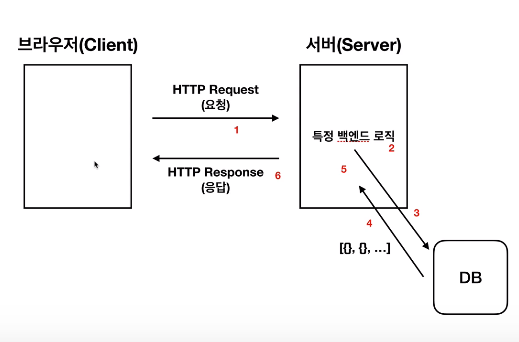 브라우저(Client)
서버(Server)
HTTP Request
(요청)
1
특정 백엔드 로직
2
HTTP Response
(응답)
6
5
3
4
[{}, {}, ...]
DB